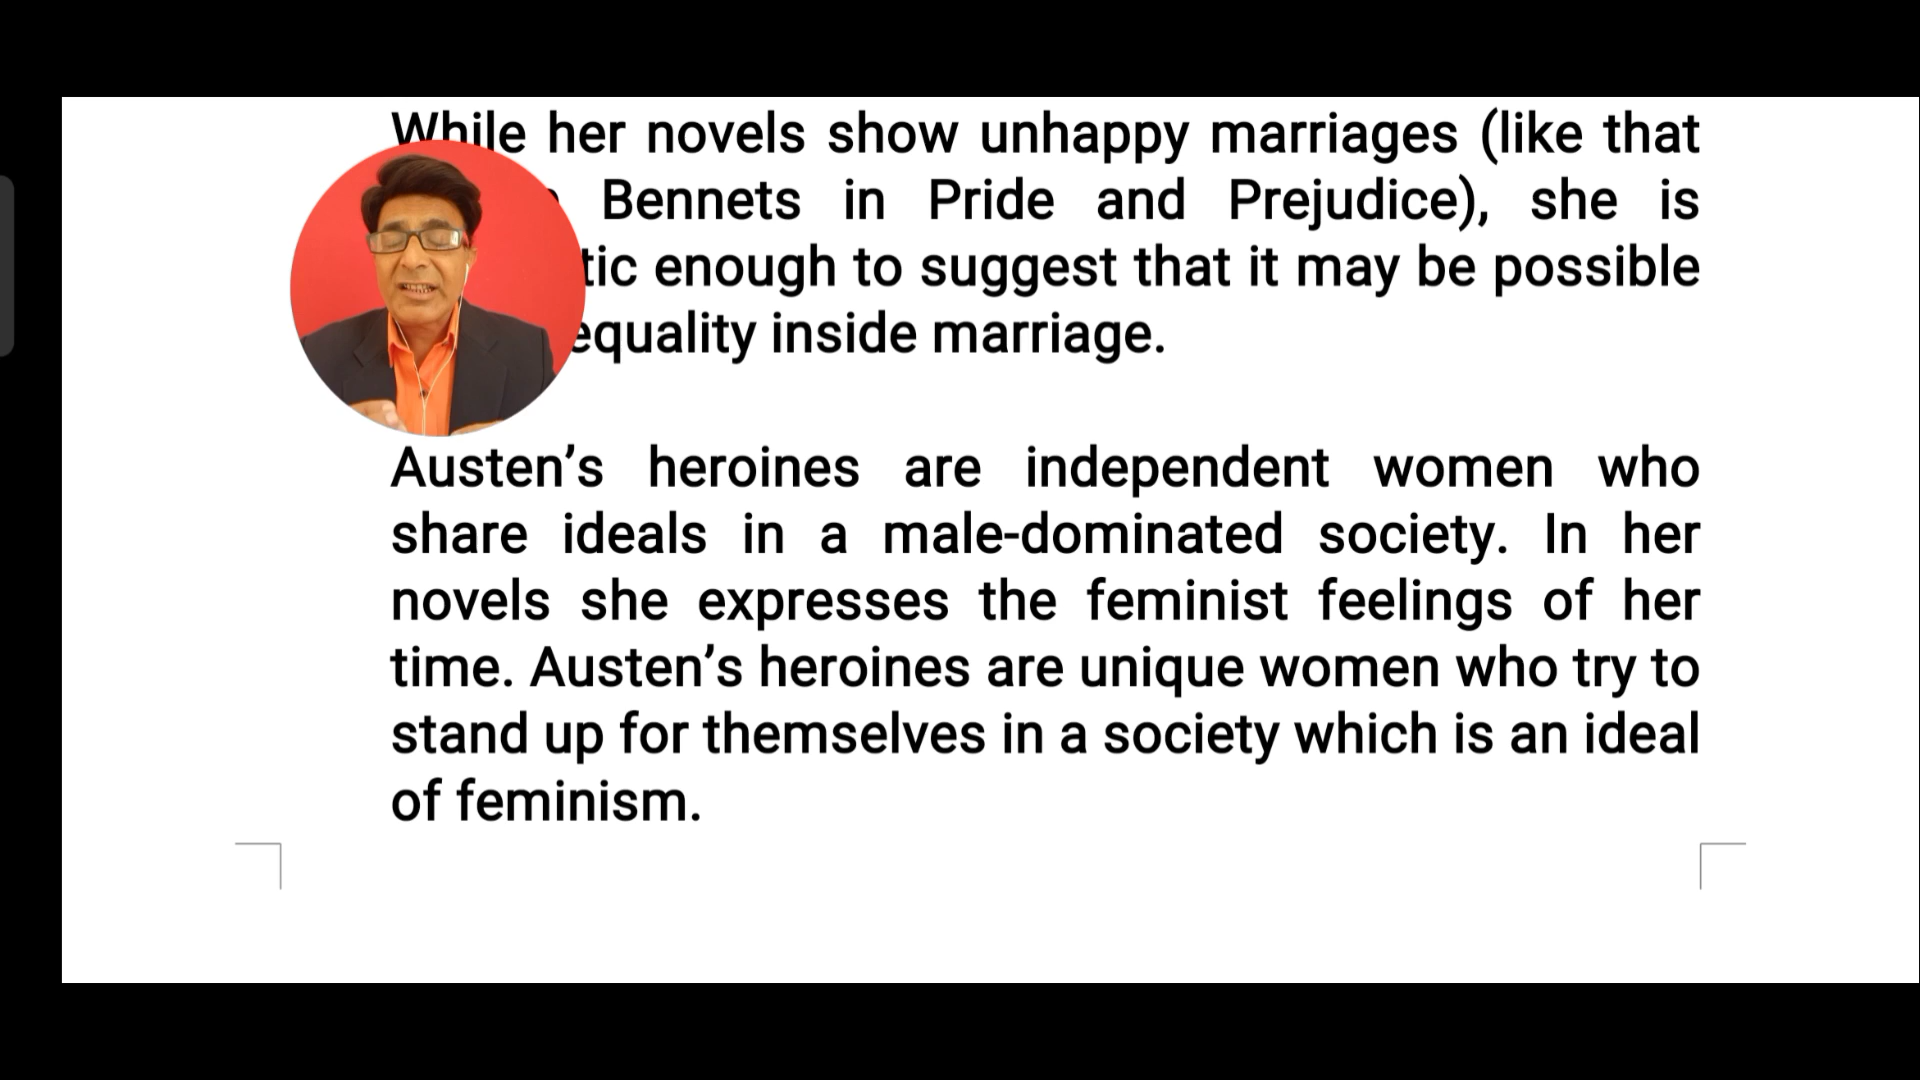 While her novels show unhappy marriages (like that
Bennets in Pride and Prejudice), she is
enough to suggest that it may be possible
equality inside marriage.
Austen’s heroines are independent women who
share ideals in a male-dominated society. In her
novels she expresses the feminist feelings of her
time. Austen’s heroines are unique women who try to
stand up for themselves in a society which is an ideal
of feminism.